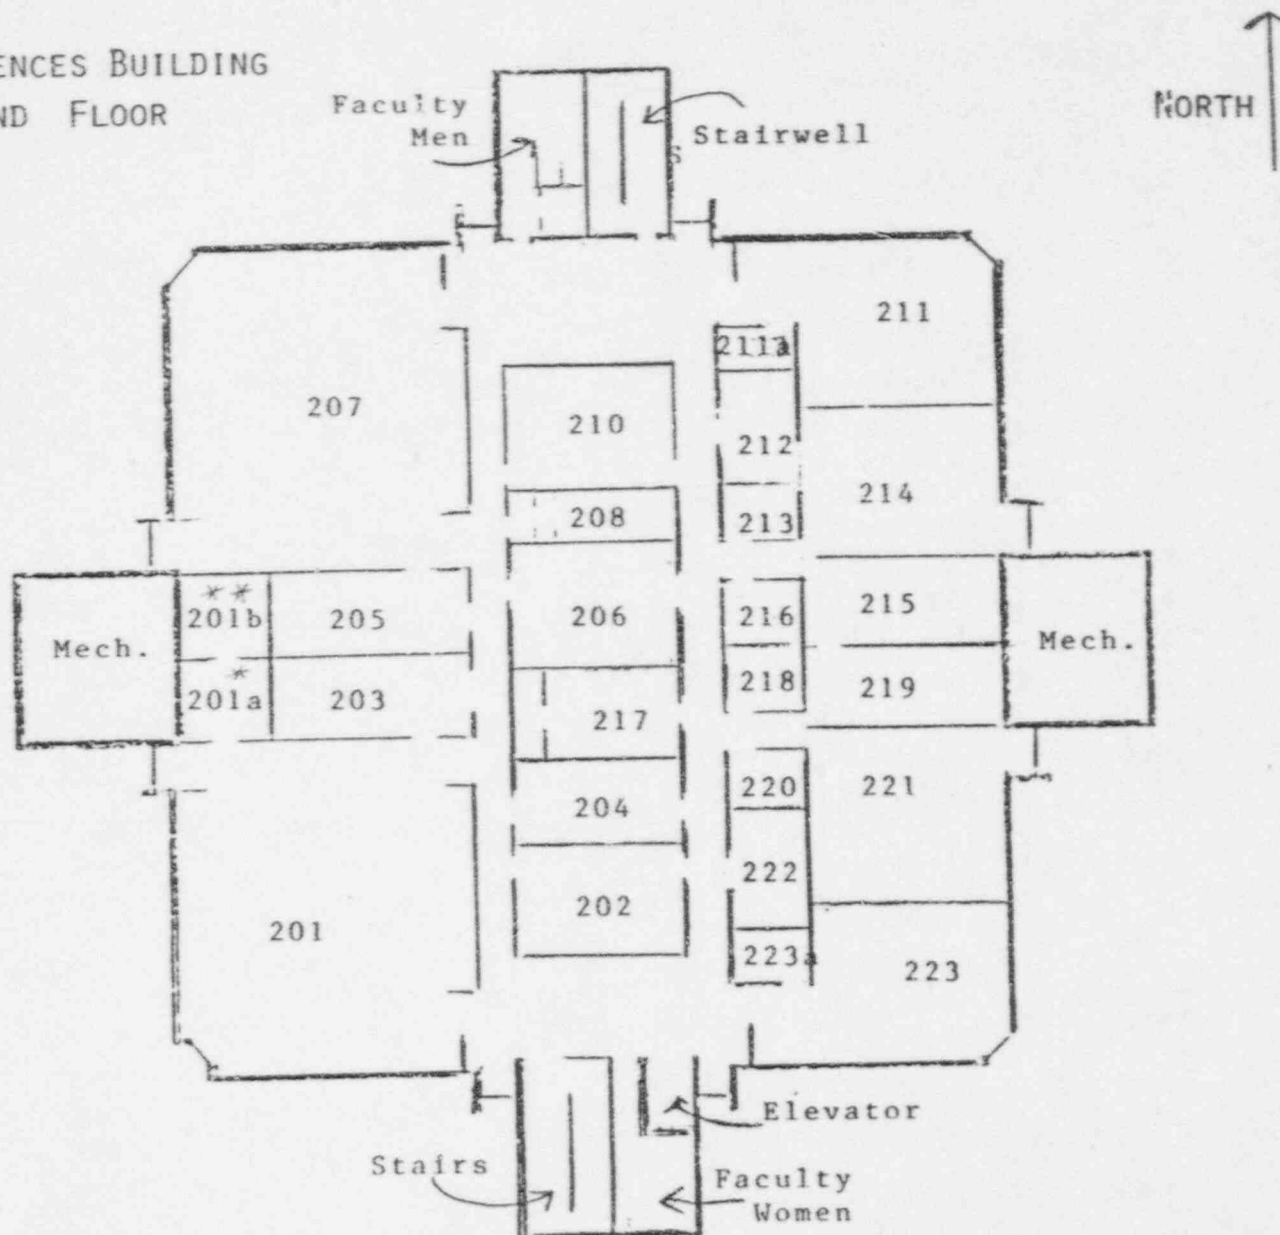 ENCES BUILDING
ND FLOOR
NORTH
Faculty
Men
Stairwell
211
211a
207
210
212
214
208
213
**
201b
205
206
216
215
Mech.
Mech.
*
201a
203
218
219
217
220
221
204
222
202
201
223a
223
Elevator
Stairs
Faculty
Women